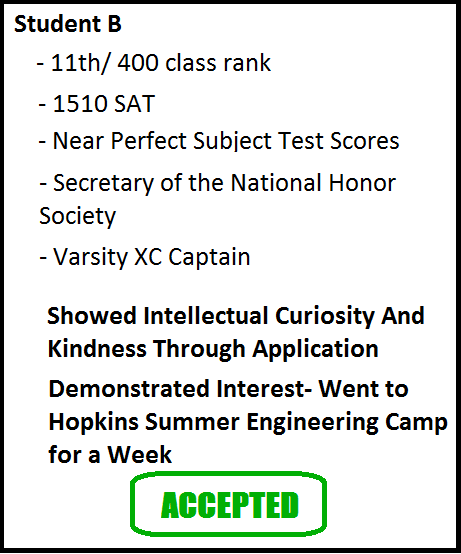 Student B
- 11th/ 400 class rank
- 1510 SAT
- Near Perfect Subject Test Scores
- Secretary of the National Honor
Society
- Varsity XC Captain
Showed Intellectual Curiosity And
Kindness Through Application
Demonstrated Interest- Went to
Hopkins Summer Engineering Camp
for a Week
ACCEPTED